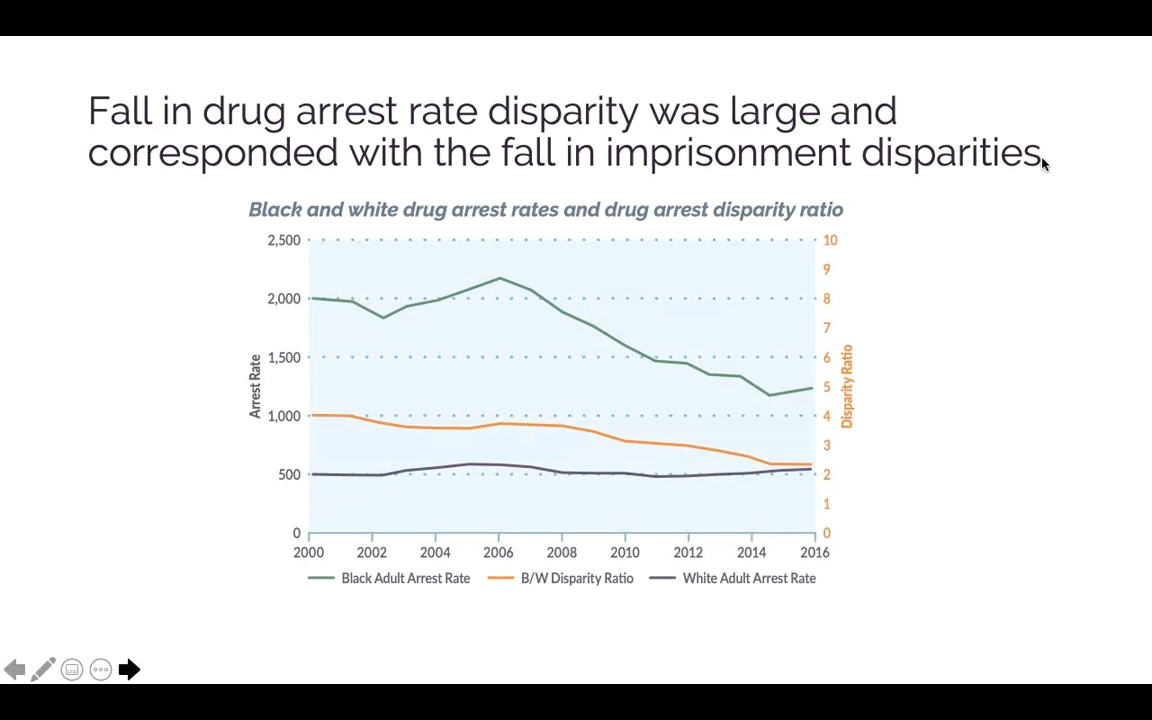 Fall in drug arrest rate disparity was large and
corresponded with the fall in imprisonment disparities
Black and white drug arrest rates and drug arrest disparity ratio
2,500
2,000
1,500
1,000
500
0
Arrest Rate
10
9
8
7
6
5
4
3
2
1
0
Disparity Ratio
2000 2002 2004 2006 2008 2010 2012 2014 2016
Black Adult Arrest Rate B/W Disparity Ratio White Adult Arrest Rate